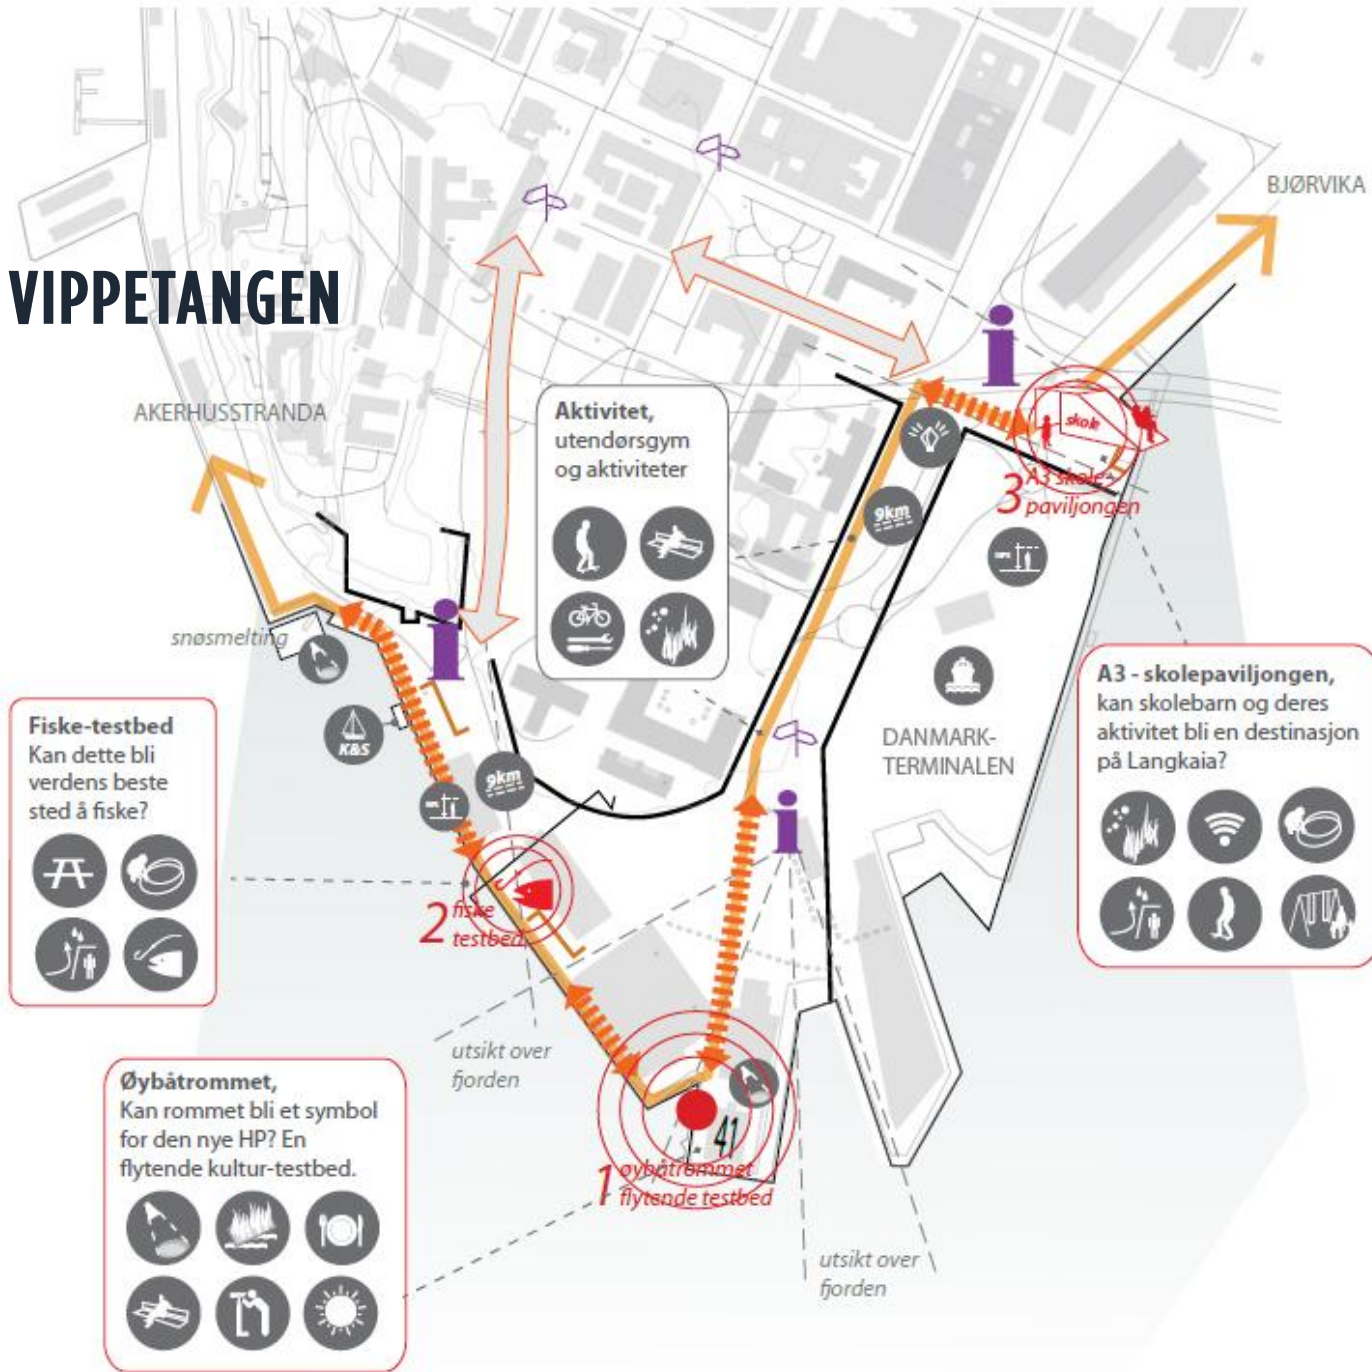 BJØRVIKA
VIPPETANGEN
AKERHUSSTRANDA
Aktivitet,
utendørsgym
og aktiviteter
skole
3 A3 skole-
paviljongen
9km
snøsmelting
K&S
9km
DANMARK-
TERMINALEN
A3 - skolepaviljongen,
kan skolebarn og deres
aktivitet bli en destinasjon
på Langkaia?
Fiske-testbed
Kan dette bli
verdens beste
sted å fiske?
2 fiske
testbed
utsikt over
fjorden
Øybåtrommet,
Kan rommet bli et symbol
for den nye HP? En
flytende kultur-testbed.
41
1 øybåtrommet
flytende testbed
utsikt over
fjorden